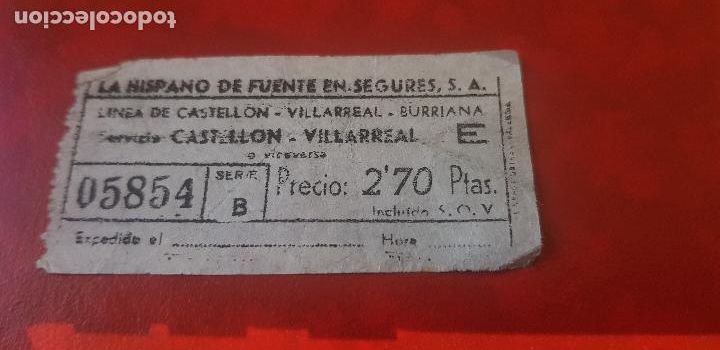 todocoleccion
LA HISPANO DE FUENTE EN-SEGURES, S. A.
LINEA DE CASTELLON - VILLARREAL - BURRIANA
Servicio CASTELLON - VILLARREAL E
o viceversa
05854 SERIE B Precio: 2'70 Ptas.
Incluido S. O. V.
Expedido el Hora
todocoleccion